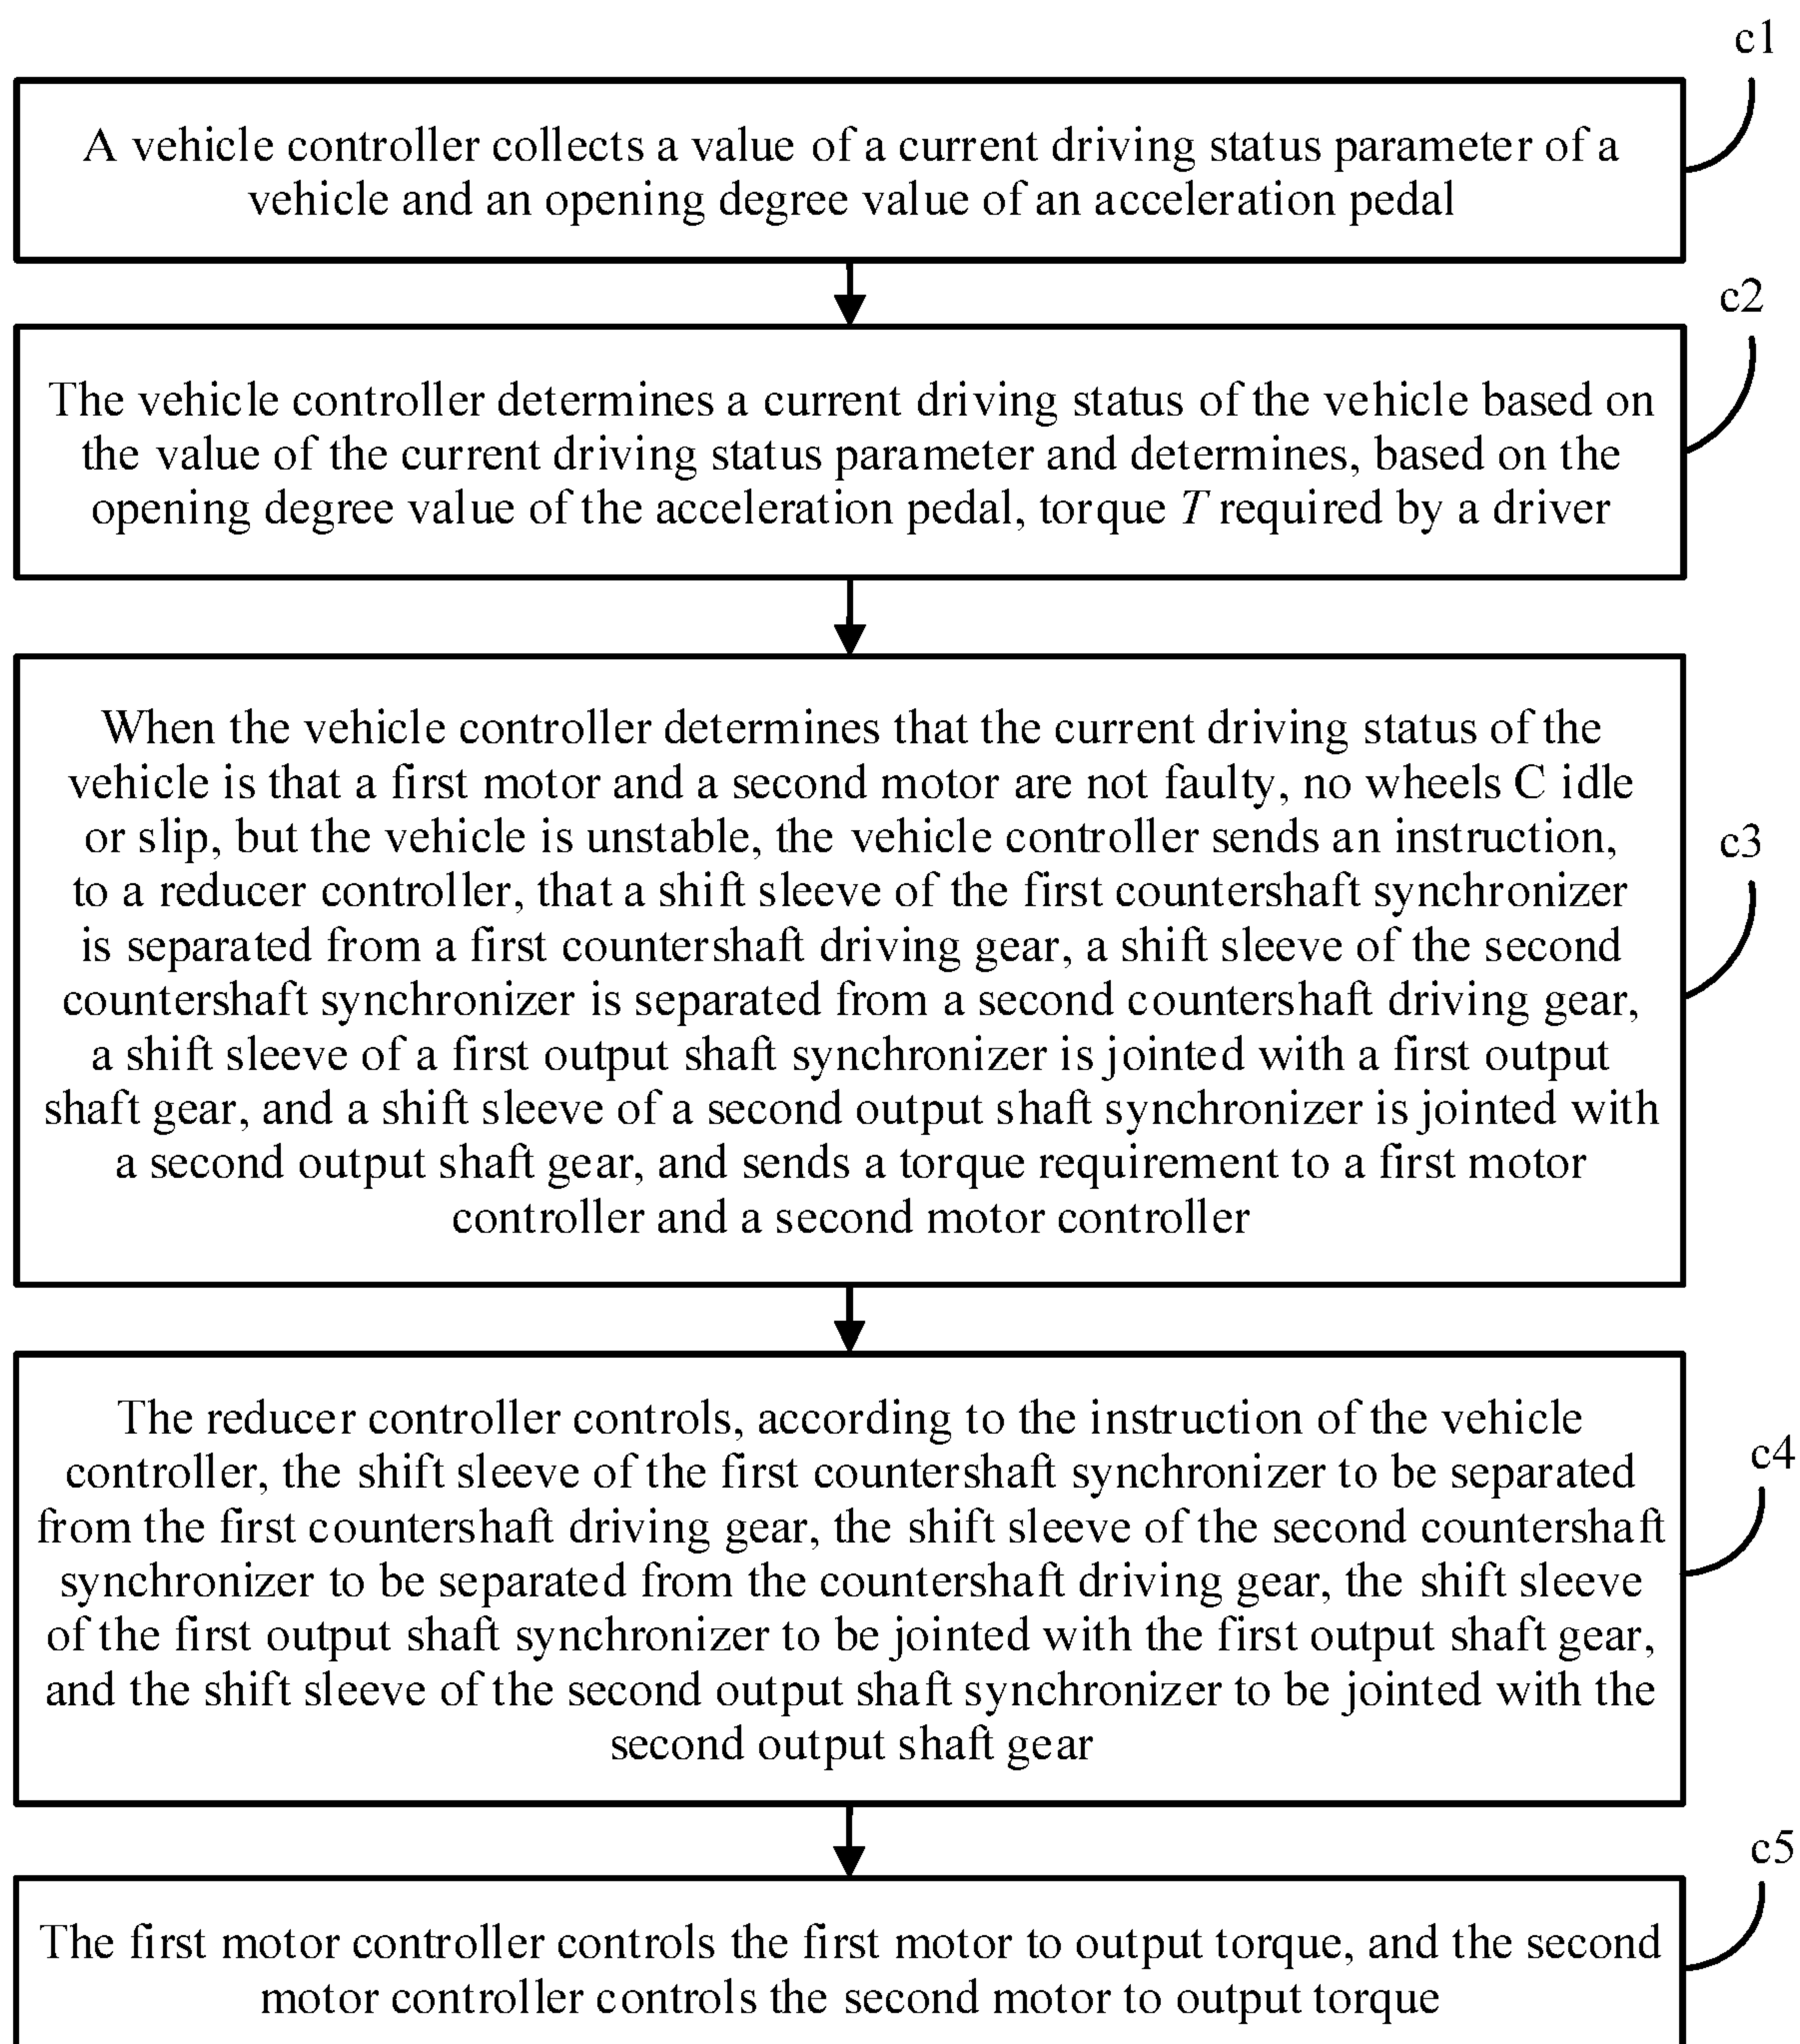 c1
A vehicle controller collects a value of a current driving status parameter of a
vehicle and an opening degree value of an acceleration pedal
c2
The vehicle controller determines a current driving status of the vehicle based on
the value of the current driving status parameter and determines, based on the
opening degree value of the acceleration pedal, torque T required by a driver
When the vehicle controller determines that the current driving status of the
vehicle is that a first motor and a second motor are not faulty, no wheels C idle
or slip, but the vehicle is unstable, the vehicle controller sends an instruction,
to a reducer controller, that a shift sleeve of the first countershaft synchronizer
is separated from a first countershaft driving gear, a shift sleeve of the second
countershaft synchronizer is separated from a second countershaft driving gear,
a shift sleeve of a first output shaft synchronizer is jointed with a first output
shaft gear, and a shift sleeve of a second output shaft synchronizer is jointed with
a second output shaft gear, and sends a torque requirement to a first motor
controller and a second motor controller
c3
The reducer controller controls, according to the instruction of the vehicle
controller, the shift sleeve of the first countershaft synchronizer to be separated
from the first countershaft driving gear, the shift sleeve of the second countershaft
synchronizer to be separated from the countershaft driving gear, the shift sleeve
of the first output shaft synchronizer to be jointed with the first output shaft gear,
and the shift sleeve of the second output shaft synchronizer to be jointed with the
second output shaft gear
c4
c5
The first motor controller controls the first motor to output torque, and the second
motor controller controls the second motor to output torque